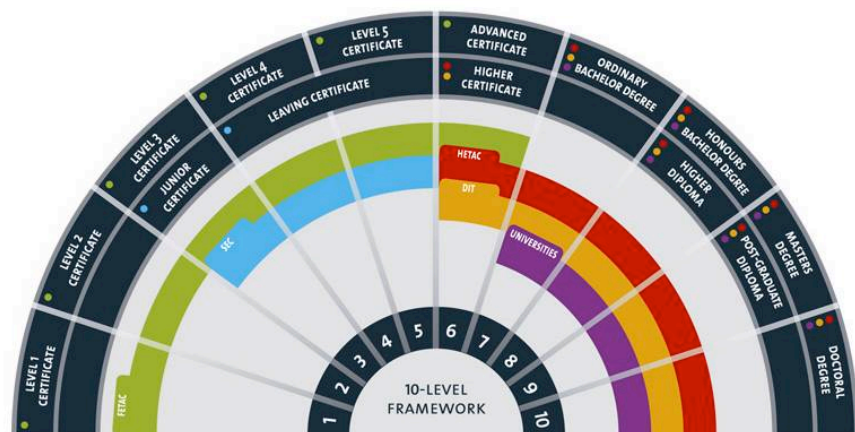 LEVEL 1
CERTIFICATE
LEVEL 2
CERTIFICATE
LEVEL 3
CERTIFICATE
JUNIOR
CERTIFICATE
LEVEL 4
CERTIFICATE
LEVEL 5
CERTIFICATE
LEAVING CERTIFICATE
ADVANCED
CERTIFICATE
HIGHER
CERTIFICATE
ORDINARY
BACHELOR DEGREE
HONOURS
BACHELOR DEGREE
HIGHER
DIPLOMA
MASTERS
DEGREE
POST-GRADUATE
DIPLOMA
DOCTORAL
DEGREE
FETAC
SEC
HETAC
DIT
UNIVERSITIES
1
2
3
4
5
6
7
8
9
10
10-LEVEL
FRAMEWORK